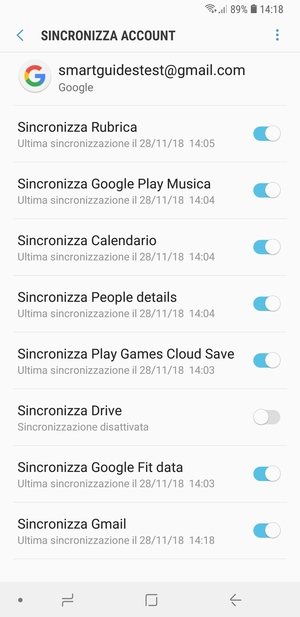 89% 14:18
SINCRONIZZA ACCOUNT
smartguidestest@gmail.com
Google
Sincronizza Rubrica
Ultima sincronizzazione il 28/11/18 14:05
Sincronizza Google Play Musica
Ultima sincronizzazione il 28/11/18 14:04
Sincronizza Calendario
Ultima sincronizzazione il 28/11/18 14:04
Sincronizza People details
Ultima sincronizzazione il 28/11/18 14:04
Sincronizza Play Games Cloud Save
Ultima sincronizzazione il 28/11/18 14:03
Sincronizza Drive
Sincronizzazione disattivata
Sincronizza Google Fit data
Ultima sincronizzazione il 28/11/18 14:03
Sincronizza Gmail
Ultima sincronizzazione il 28/11/18 14:18